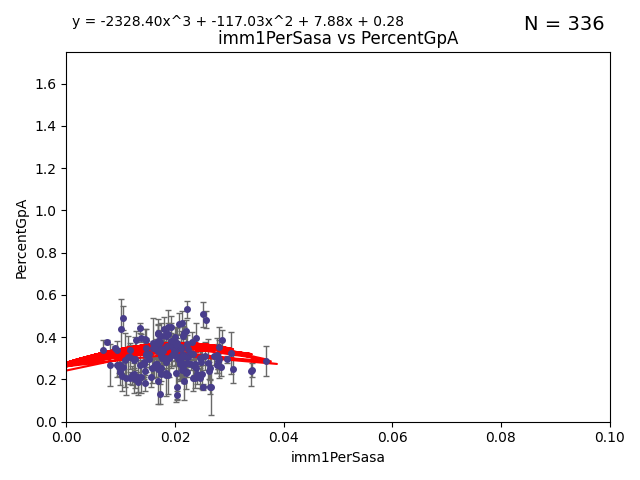 y = -2328.40x^3 + -117.03x^2 + 7.88x + 0.28
N = 336
imm1PerSasa vs PercentGpA
PercentGpA
1.6
1.4
1.2
1.0
0.8
0.6
0.4
0.2
0.0
0.00 0.02 0.04 0.06 0.08 0.10
imm1PerSasa